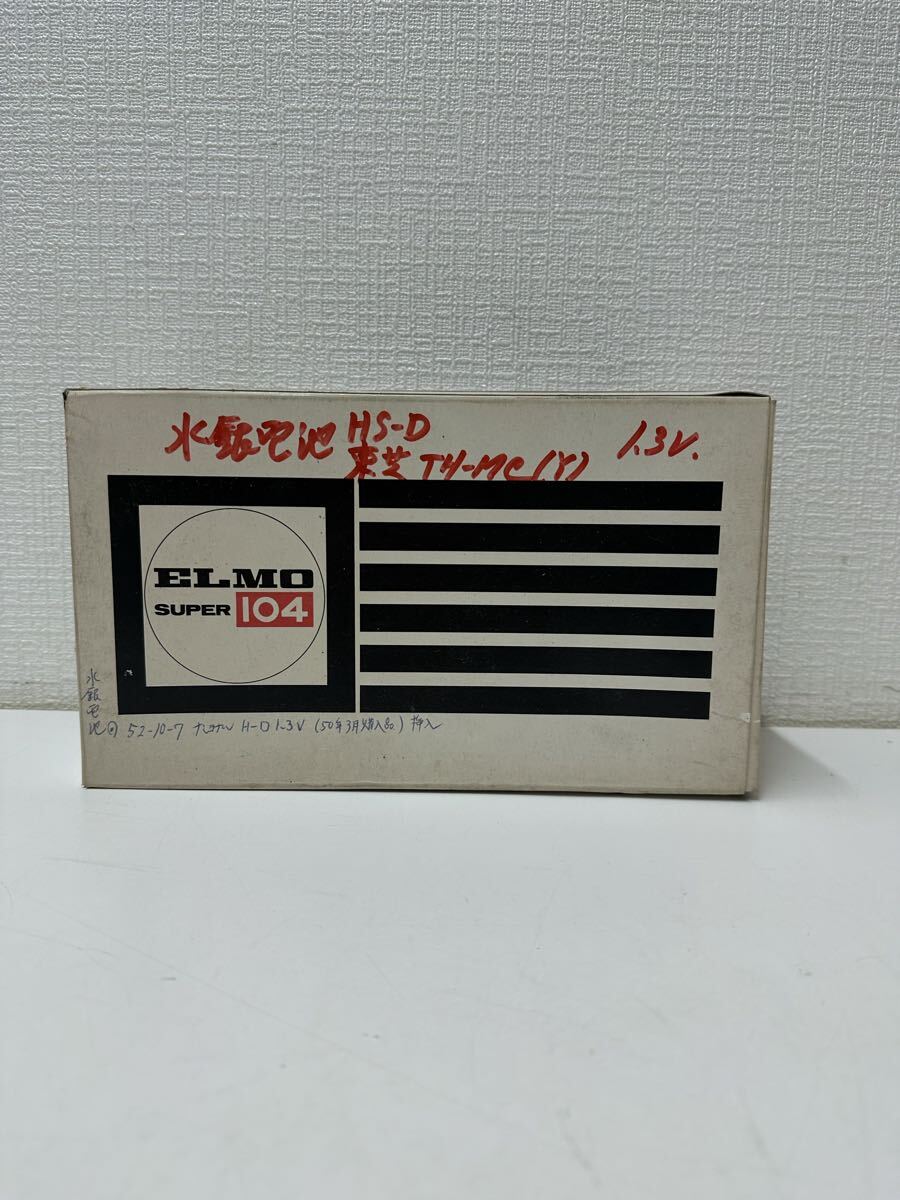 水銀電池 HS-D 1.3V.
東芝 TH-MC(Y)
ELMO
SUPER 104
水銀電池
52-10-7 ナショナル H-D 1.3V (50年3月購入品) 挿入